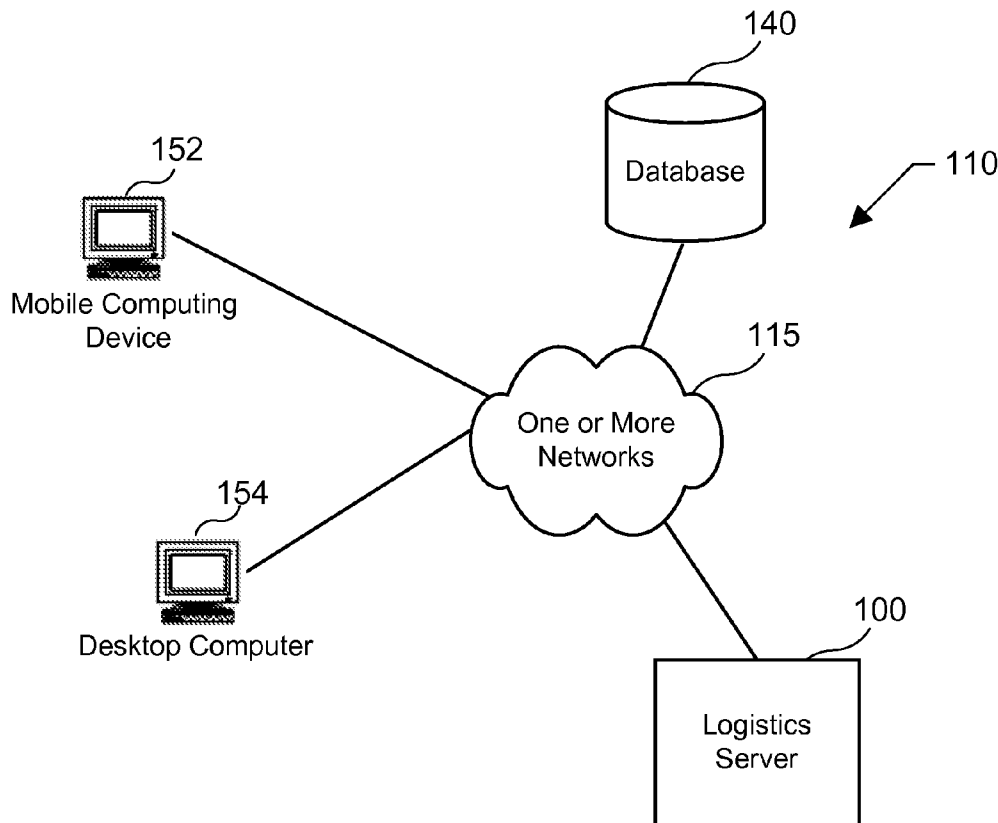 140
152
Database
110
Mobile Computing
Device
115
One or More
Networks
154
Desktop Computer
100
Logistics
Server